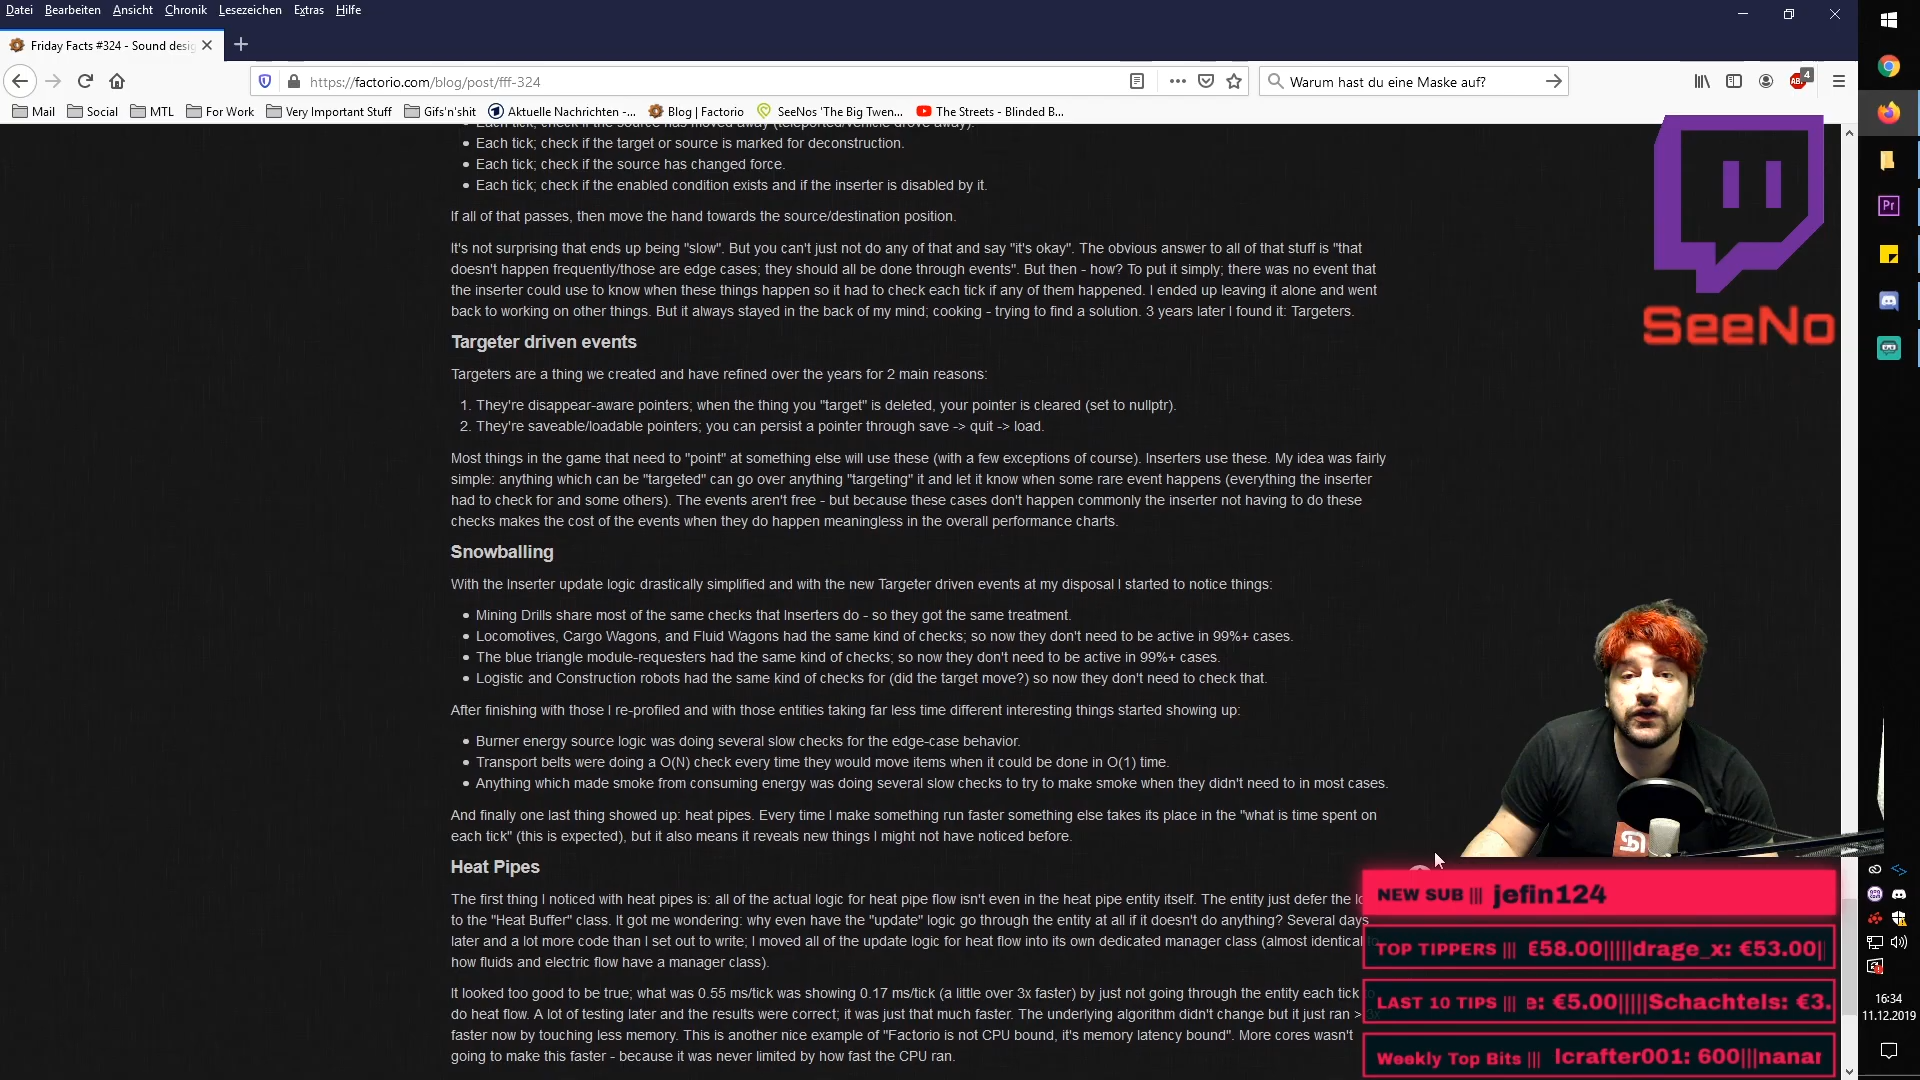 Datei Bearbeiten Ansicht Chronik Lesezeichen Extras Hilfe
Friday Facts #324 - Sound desig
https://factorio.com/blog/post/fff-324
Warum hast du eine Maske auf?
4
Mail Social MTL For Work Very Important Stuff Gifs'n'shit Aktuelle Nachrichten -... Blog | Factorio SeeNos 'The Big Twen... The Streets - Blinded B...
Each tick; check if the source has moved away (teleported/vehicle drove away).
Each tick; check if the target or source is marked for deconstruction.
Each tick; check if the source has changed force.
Each tick; check if the enabled condition exists and if the inserter is disabled by it.
If all of that passes, then move the hand towards the source/destination position.
It's not surprising that ends up being "slow". But you can't just not do any of that and say "it's okay". The obvious answer to all of that stuff is "that
doesn't happen frequently/those are edge cases; they should all be done through events". But then - how? To put it simply; there was no event that
the inserter could use to know when these things happen so it had to check each tick if any of them happened. I ended up leaving it alone and went
back to working on other things. But it always stayed in the back of my mind; cooking - trying to find a solution. 3 years later I found it: Targeters.
Targeter driven events
Targeters are a thing we created and have refined over the years for 2 main reasons:
1. They're disappear-aware pointers; when the thing you "target" is deleted, your pointer is cleared (set to nullptr).
2. They're saveable/loadable pointers; you can persist a pointer through save -> quit -> load.
Most things in the game that need to "point" at something else will use these (with a few exceptions of course). Inserters use these. My idea was fairly
simple: anything which can be "targeted" can go over anything "targeting" it and let it know when some rare event happens (everything the inserter
had to check for and some others). The events aren't free - but because these cases don't happen commonly the inserter not having to do these
checks makes the cost of the events when they do happen meaningless in the overall performance charts.
Snowballing
With the Inserter update logic drastically simplified and with the new Targeter driven events at my disposal I started to notice things:
Mining Drills share most of the same checks that Inserters do - so they got the same treatment.
Locomotives, Cargo Wagons, and Fluid Wagons had the same kind of checks; so now they don't need to be active in 99%+ cases.
The blue triangle module-requesters had the same kind of checks; so now they don't need to be active in 99%+ cases.
Logistic and Construction robots had the same kind of checks for (did the target move?) so now they don't need to check that.
After finishing with those I re-profiled and with those entities taking far less time different interesting things started showing up:
Burner energy source logic was doing several slow checks for the edge-case behavior.
Transport belts were doing a O(N) check every time they would move items when it could be done in O(1) time.
Anything which made smoke from consuming energy was doing several slow checks to try to make smoke when they didn't need to in most cases.
And finally one last thing showed up: heat pipes. Every time I make something run faster something else takes its place in the "what is time spent on
each tick" (this is expected), but it also means it reveals new things I might not have noticed before.
Heat Pipes
The first thing I noticed with heat pipes is: all of the actual logic for heat pipe flow isn't even in the heat pipe entity itself. The entity just defer the lo
to the "Heat Buffer" class. It got me wondering: why even have the "update" logic go through the entity at all if it doesn't do anything? Several days
later and a lot more code than I set out to write; I moved all of the update logic for heat flow into its own dedicated manager class (almost identical
how fluids and electric flow have a manager class).
It looked too good to be true; what was 0.55 ms/tick was showing 0.17 ms/tick (a little over 3x faster) by just not going through the entity each tick
do heat flow. A lot of testing later and the results were correct; it was just that much faster. The underlying algorithm didn't change but it just ran >
faster now by touching less memory. This is another nice example of "Factorio is not CPU bound, it's memory latency bound". More cores wasn't
going to make this faster - because it was never limited by how fast the CPU ran.
SeeNo
NEW SUB ||| jefin124
TOP TIPPERS ||| €58.00|||||drage_x: €53.00||
LAST 10 TIPS ||| e: €5.00|||||Schachtels: €3.
Weekly Top Bits ||| lcrafter001: 600|||nanar
Pr
16:34
11.12.2019